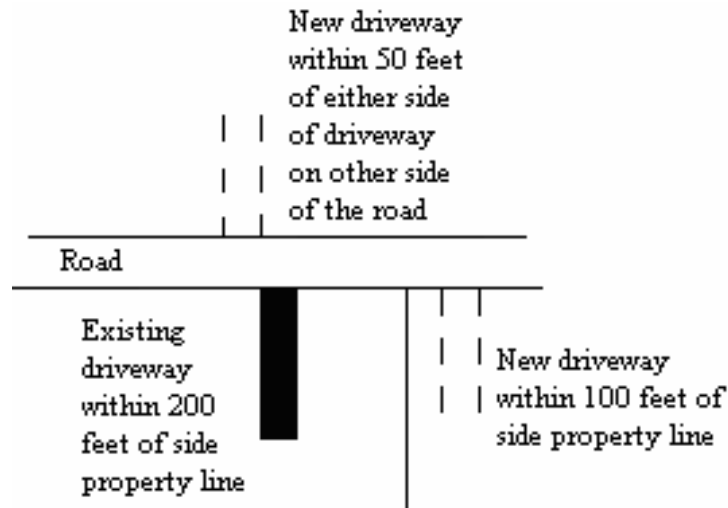 New driveway
within 50 feet
of either side
of driveway
on other side
of the road
Road
Existing
driveway
within 200
feet of side
property line
New driveway
within 100 feet of
side property line